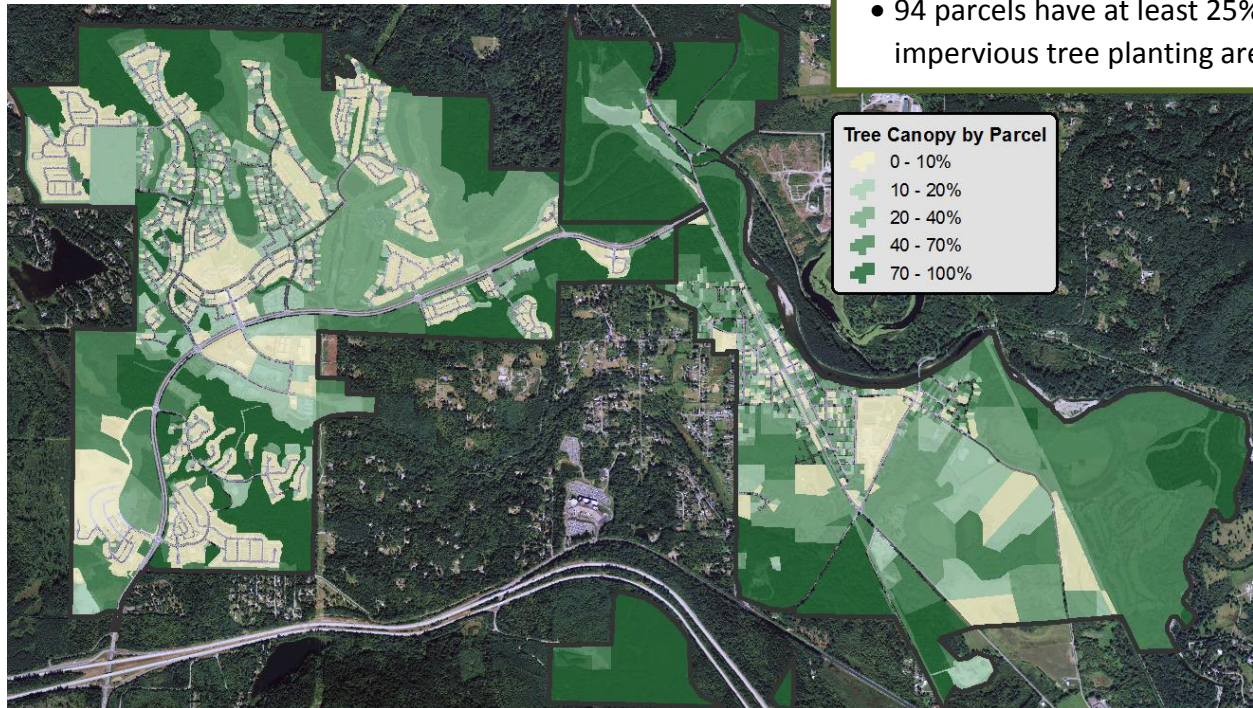 • 94 parcels have at least 25%
impervious tree planting
Tree Canopy by Parcel
0 - 10%
10 - 20%
20 - 40%
40 - 70%
70 - 100%